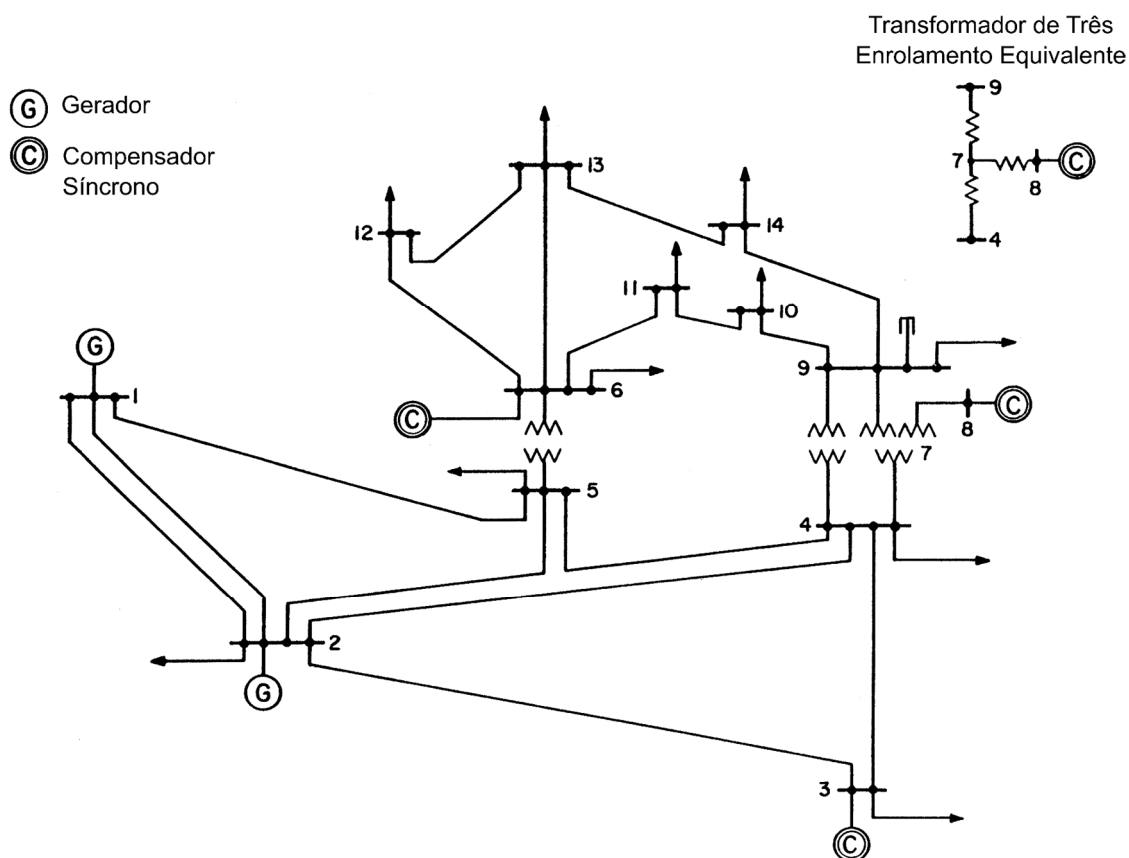 Transformador de Três
Enrolamento Equivalente
9
7
8
C
4
G Gerador
C Compensador
Síncrono
13
12
14
11
10
G
1
6
9
C
8
C
7
5
4
2
G
3
C